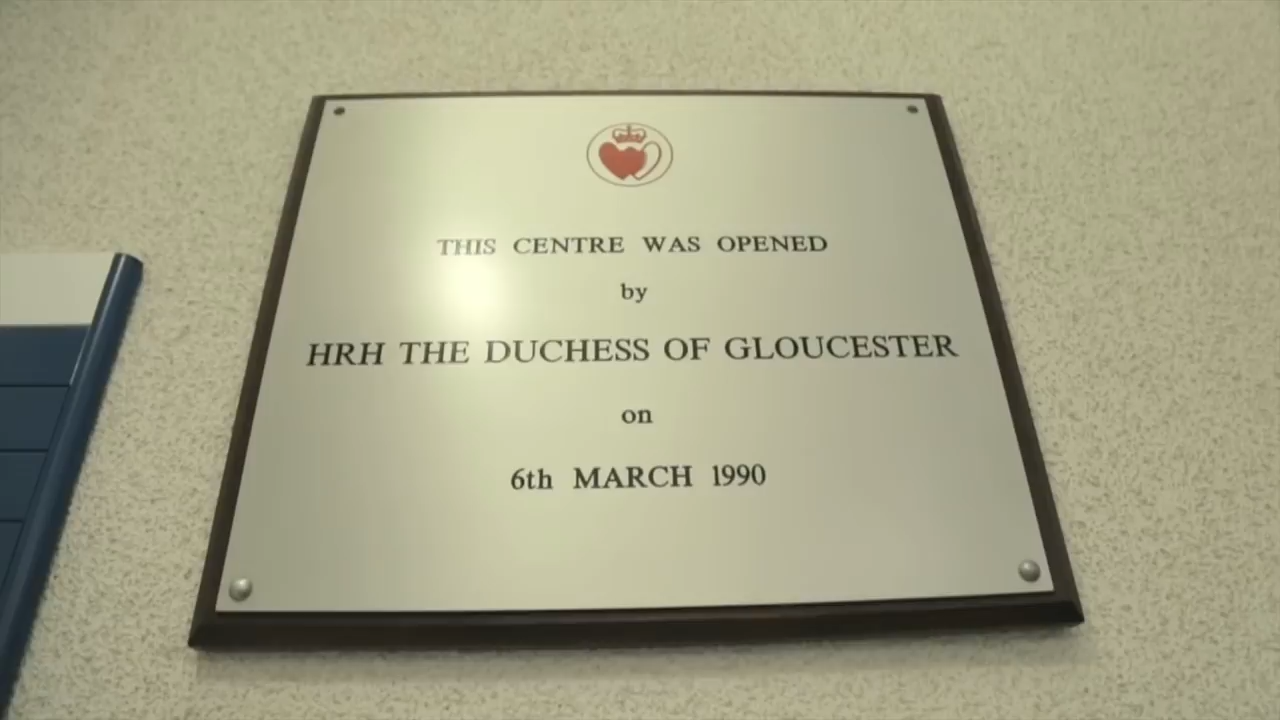 THIS CENTRE WAS OPENED
by
HRH THE DUCHESS OF GLOUCESTER
on
6th MARCH 1990